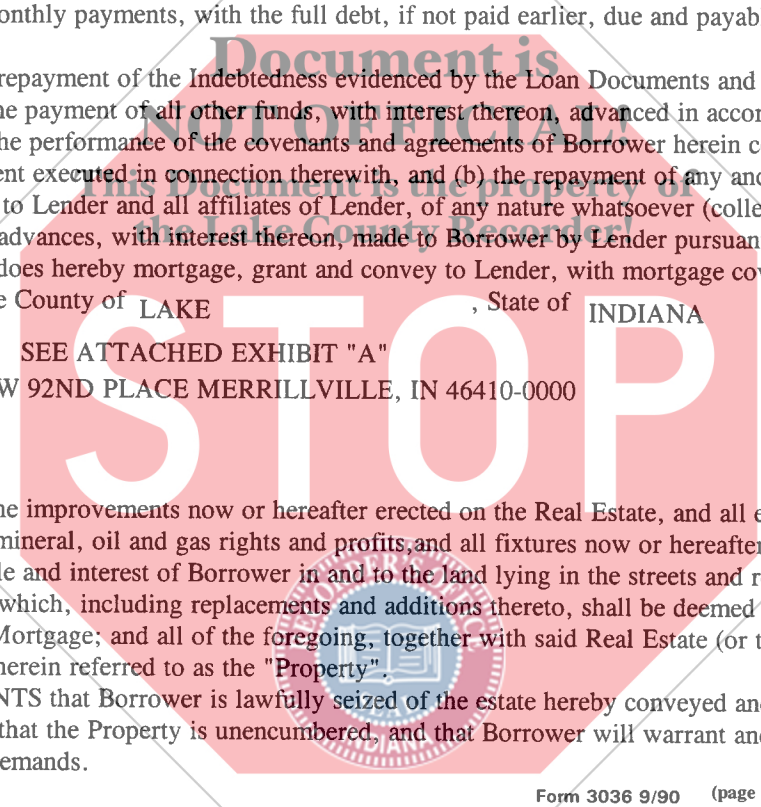 onthly payments, with the full debt, if not paid earlier, due and payab
Document is
repayment of the Indebtedness evidenced by the Loan Documents and
he payment of all other funds, with interest thereon, advanced in accor
NOT OFFICIAL!
he performance of the covenants and agreements of Borrower herein c
ent executed in connection therewith, and (b) the repayment of any and
This Document is the property of
to Lender and all affiliates of Lender, of any nature whatsoever (colle
the Lake County Recorder!
advances, with interest thereon, made to Borrower by Lender pursuan
does hereby mortgage, grant and convey to Lender, with mortgage cov
e County of LAKE , State of INDIANA
STOP
SEE ATTACHED EXHIBIT "A"
W 92ND PLACE MERRILLVILLE, IN 46410-0000
he improvements now or hereafter erected on the Real Estate, and all e
mineral, oil and gas rights and profits,and all fixtures now or hereafter
le and interest of Borrower in and to the land lying in the streets and r
which, including replacements and additions thereto, shall be deemed
Mortgage; and all of the foregoing, together with said Real Estate (or t
herein referred to as the "Property".
RECORDER'S OFFICE
INDIANA
NTS that Borrower is lawfully seized of the estate hereby conveyed an
that the Property is unencumbered, and that Borrower will warrant and
emands.
Form 3036 9/90 (page